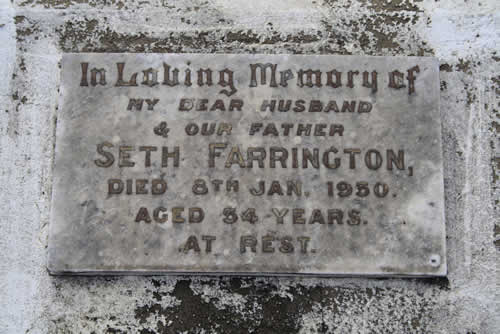 In Loving Memory of
MY DEAR HUSBAND
& OUR FATHER
SETH FARRINGTON,
DIED 8TH JAN. 1950.
AGED 54 YEARS.
AT REST.